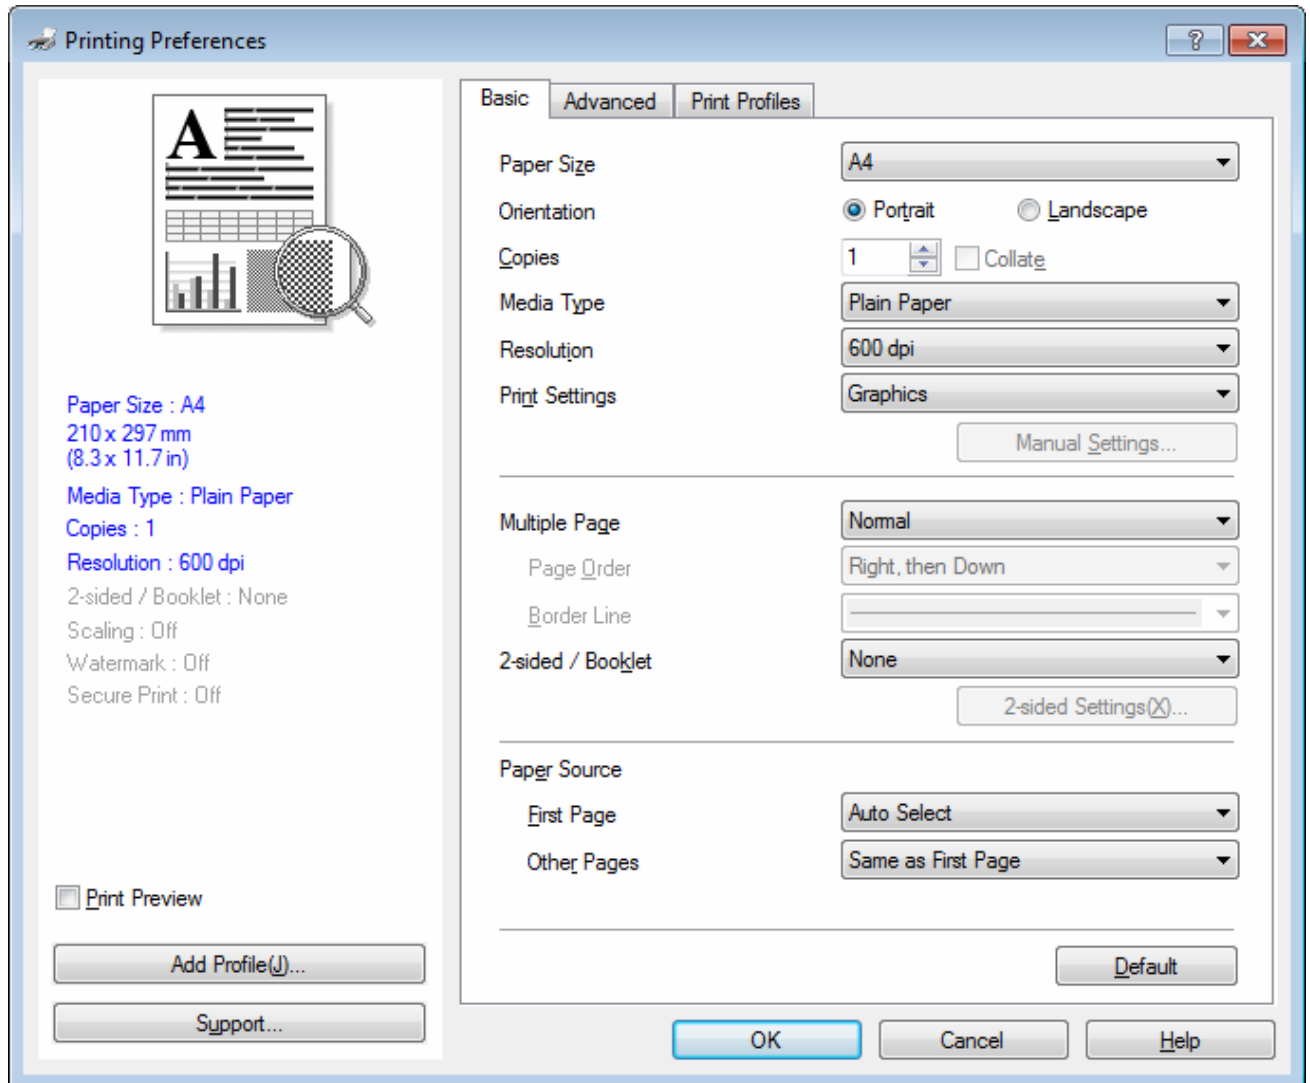 Printing Preferences
?
A
Paper Size : A4
210 x 297 mm
(8.3 x 11.7 in)
Media Type : Plain Paper
Copies : 1
Resolution : 600 dpi
2-sided / Booklet : None
Scaling : Off
Watermark : Off
Secure Print : Off
Print Preview
Add Profile(J)...
Support...
Basic Advanced Print Profiles
Paper Size A4
Orientation Portrait Landscape
Copies 1 Collate
Media Type Plain Paper
Resolution 600 dpi
Print Settings Graphics
Manual Settings...
Multiple Page Normal
Page Order Right, then Down
Border Line
2-sided / Booklet None
2-sided Settings(X)...
Paper Source
First Page Auto Select
Other Pages Same as First Page
Default
OK Cancel Help